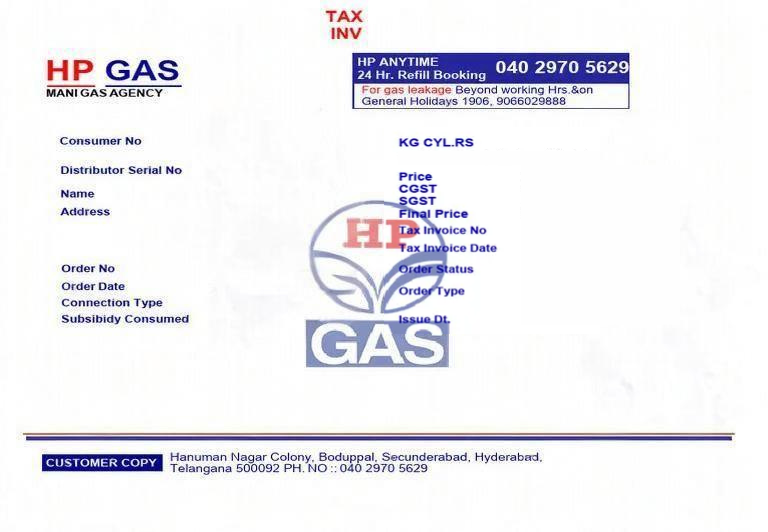 TAX
INV
HP GAS
MANI GAS AGENCY
HP ANYTIME
24 Hr. Refill Booking 040 2970 5629
For gas leakage Beyond working Hrs.&on
General Holidays 1906, 9066029888
Consumer No
KG CYL.RS
Distributor Serial No
Price
CGST
Name
SGST
Address
Final Price
Tax Invoice No
Tax Invoice Date
Order No
Order Status
Order Date
Order Type
Connection Type
Subsibidy Consumed
Issue Dt.
HP
GAS
CUSTOMER COPY
Hanuman Nagar Colony, Boduppal, Secunderabad, Hyderabad,
Telangana 500092 PH. NO :: 040 2970 5629